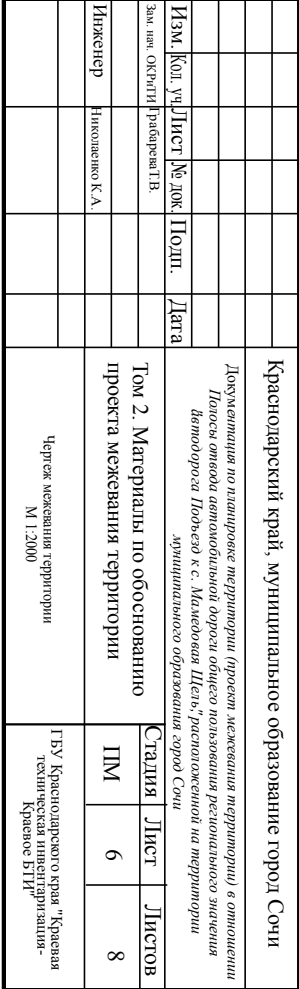 Краснодарский край, муниципальное образование город Сочи
Документация по планировке территории (проект межевания территории) в отношении
Полосы отвода автомобильной дороги общего пользования регионального значения
"автодорога Подъезд к с. Мамедовая Щель," расположенной на территории
муниципального образования город Сочи
Изм. Кол. уч. Лист № док. Подп. Дата
Зам. нач. ОКРиТИ Грабарева Т.В.
Инженер Николаенко К.А.
Том 2. Материалы по обоснованию
проекта межевания территории
Стадия Лист Листов
ПМ 6 8
Чертеж межевания территории
М 1:2000
ГБУ Краснодарского края "Краевая
техническая инвентаризация-
Краевое БТИ"